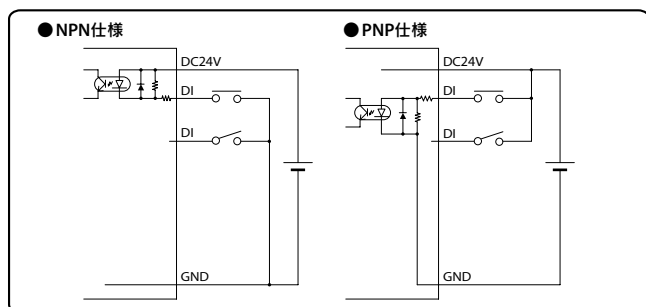 ●NPN仕様
DC24V
DI
DI
GND
●PNP仕様
DC24V
DI
DI
GND